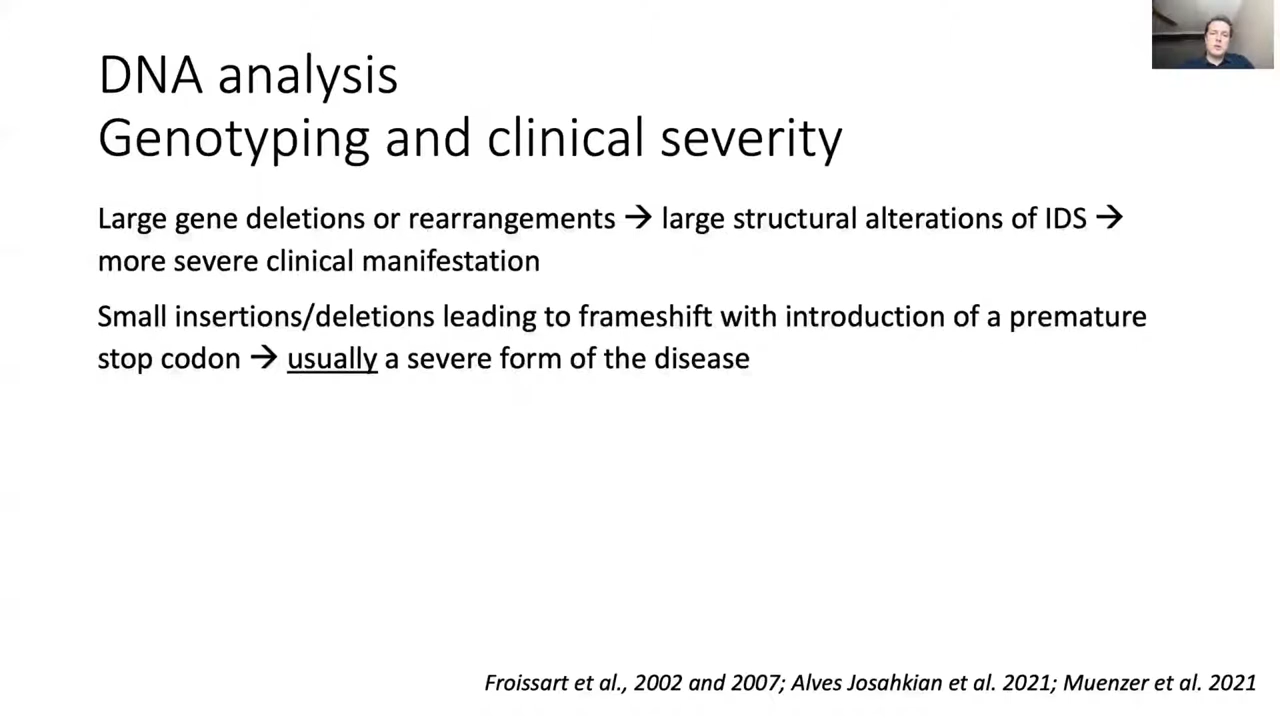 DNA analysis
Genotyping and clinical severity
Large gene deletions or rearrangements → large structural alterations of IDS →
more severe clinical manifestation
Small insertions/deletions leading to frameshift with introduction of a premature
stop codon → usually a severe form of the disease
Froissart et al., 2002 and 2007; Alves Josahkian et al. 2021; Muenzer et al. 2021